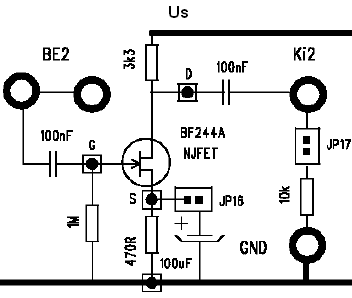 Us
BE2
3k3
D
100nF
Ki2
100nF
G
BF244A
NJFET
JP17
S
JP16
10k
1M
470R
100uF
GND